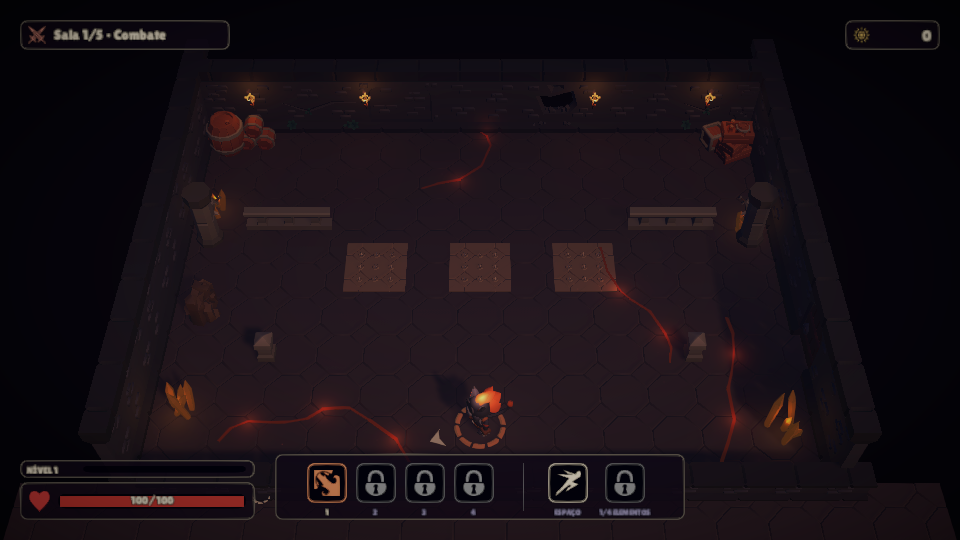 Sala 1/5 - Combate
0
NÍVEL 1
100/100
1
2
3
4
ESPAÇO
1/4 ELEMENTOS